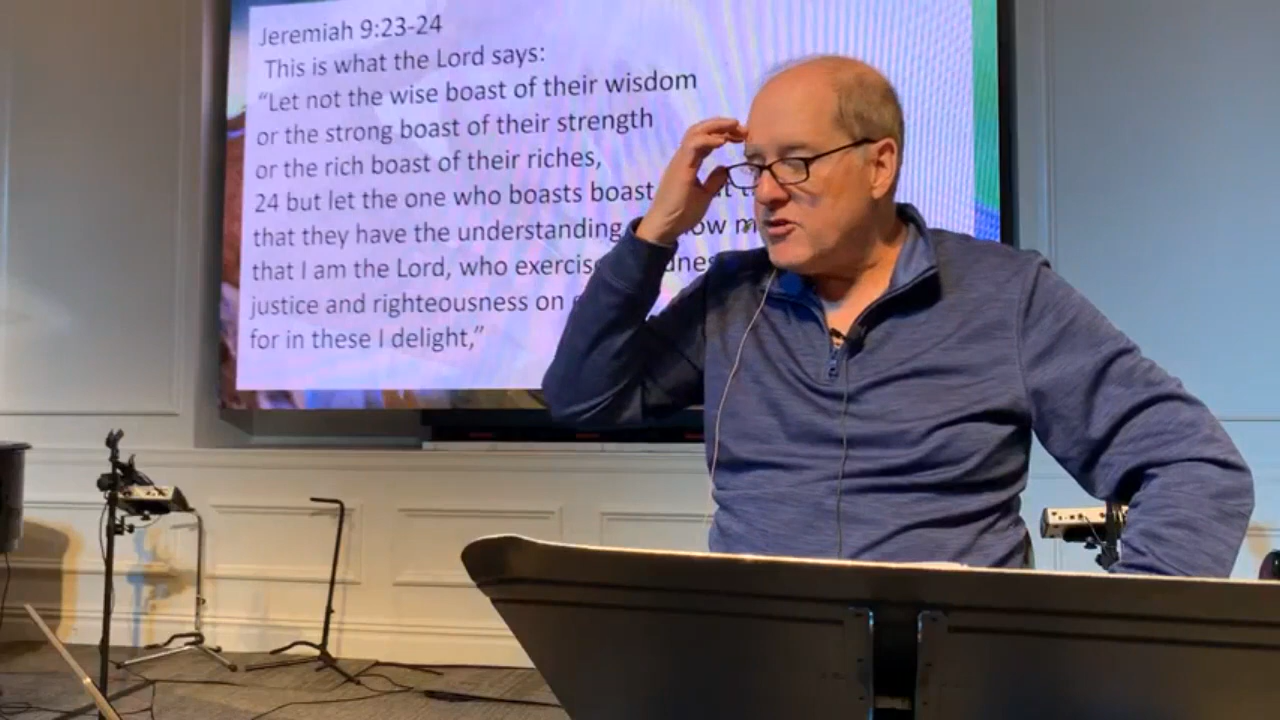 Jeremiah 9:23-24
This is what the Lord says:
“Let not the wise boast of their wisdom
or the strong boast of their strength
or the rich boast of their riches,
24 but let the one who boasts boast
that they have the understanding
that I am the Lord, who
justice and righteousness on
for in these I delight,”